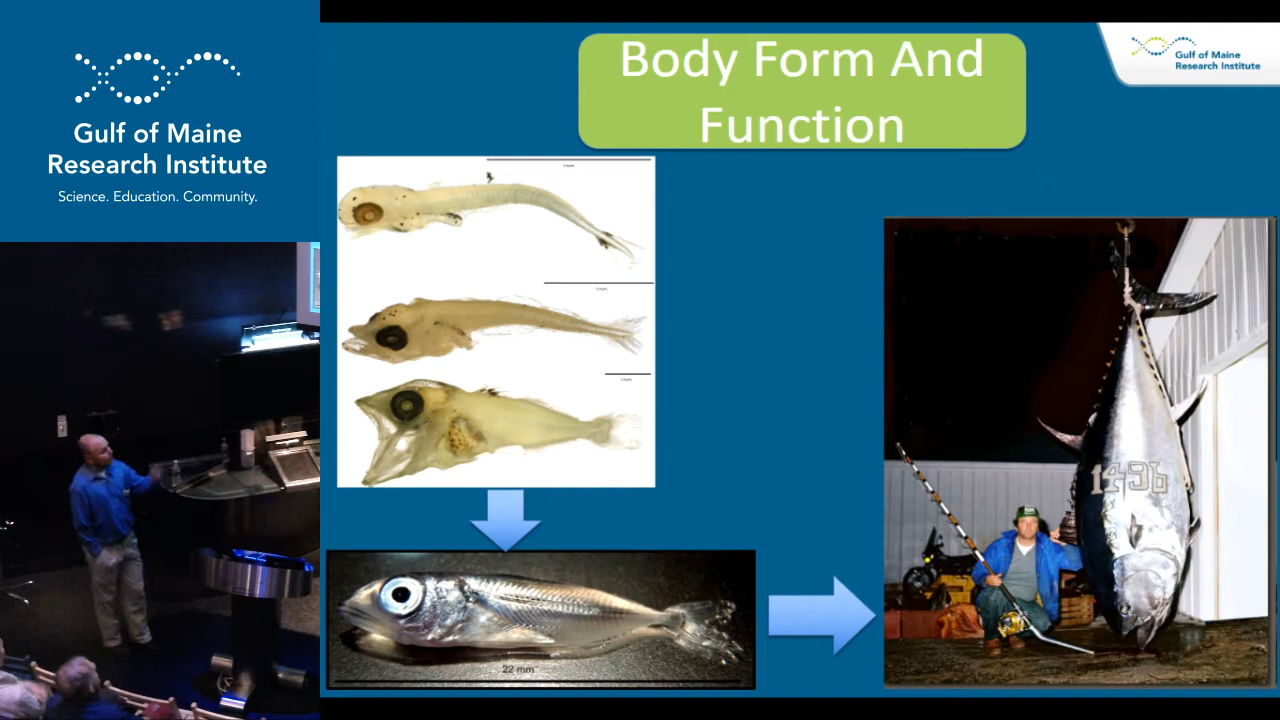 Gulf of Maine
Research Institute
Science. Education. Community.
Body Form And
Function
Gulf of Maine
Research Institute
1496
22 mm